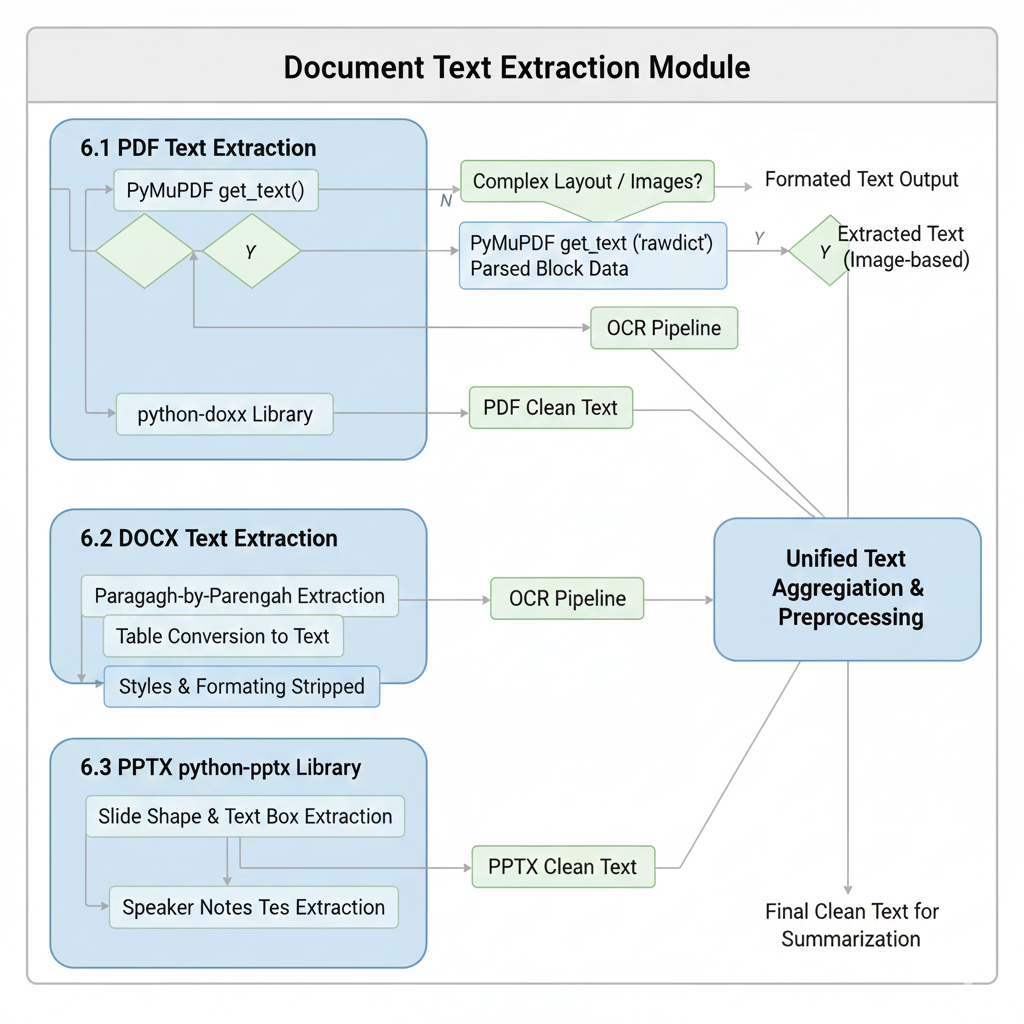 Document Text Extraction Module
6.1 PDF Text Extraction
PyMuPDF get_text()
N
Complex Layout / Images?
Formated Text Output
Y
PyMuPDF get_text ('rawdict')
Parsed Block Data
Y
Y
Extracted Text
(Image-based)
OCR Pipeline
python-doxx Library
PDF Clean Text
6.2 DOCX Text Extraction
Paragagh-by-Parengah Extraction
Table Conversion to Text
Styles & Formating Stripped
OCR Pipeline
Unified Text
Aggregiation &
Preprocessing
6.3 PPTX python-pptx Library
Slide Shape & Text Box Extraction
Speaker Notes Tes Extraction
PPTX Clean Text
Final Clean Text for
Summarization